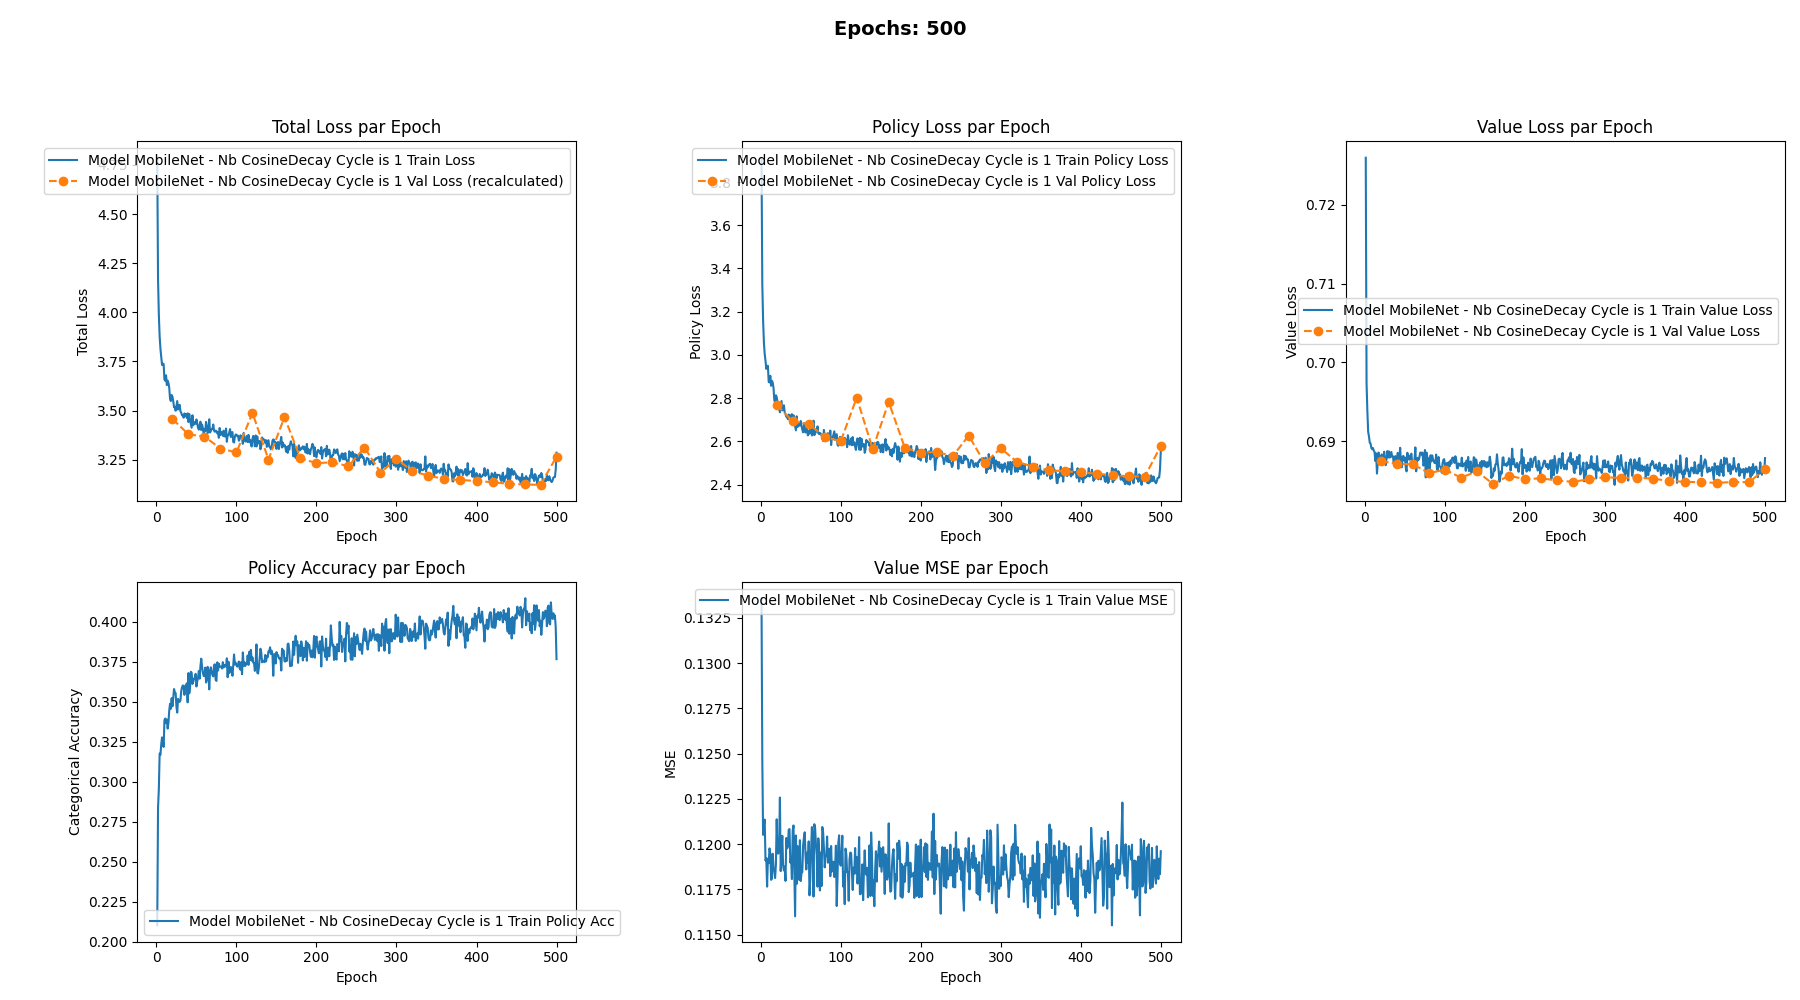 Epochs: 500
Total Loss par Epoch
Model MobileNet - Nb CosineDecay Cycle is 1 Train Loss
Model MobileNet - Nb CosineDecay Cycle is 1 Val Loss (recalculated)
4.75
4.50
4.25
4.00
3.75
3.50
3.25
Total Loss
0 100 200 300 400 500
Epoch
Policy Loss par Epoch
Model MobileNet - Nb CosineDecay Cycle is 1 Train Policy Loss
Model MobileNet - Nb CosineDecay Cycle is 1 Val Policy Loss
3.8
3.6
3.4
3.2
3.0
2.8
2.6
2.4
Policy Loss
0 100 200 300 400 500
Epoch
Value Loss par Epoch
Model MobileNet - Nb CosineDecay Cycle is 1 Train Value Loss
Model MobileNet - Nb CosineDecay Cycle is 1 Val Value Loss
0.72
0.71
0.70
0.69
Value Loss
0 100 200 300 400 500
Epoch
Policy Accuracy par Epoch
0.400
0.375
0.350
0.325
0.300
0.275
0.250
0.225
0.200
Categorical Accuracy
Model MobileNet - Nb CosineDecay Cycle is 1 Train Policy Acc
0 100 200 300 400 500
Epoch
Value MSE par Epoch
Model MobileNet - Nb CosineDecay Cycle is 1 Train Value MSE
0.1325
0.1300
0.1275
0.1250
0.1225
0.1200
0.1175
0.1150
MSE
0 100 200 300 400 500
Epoch